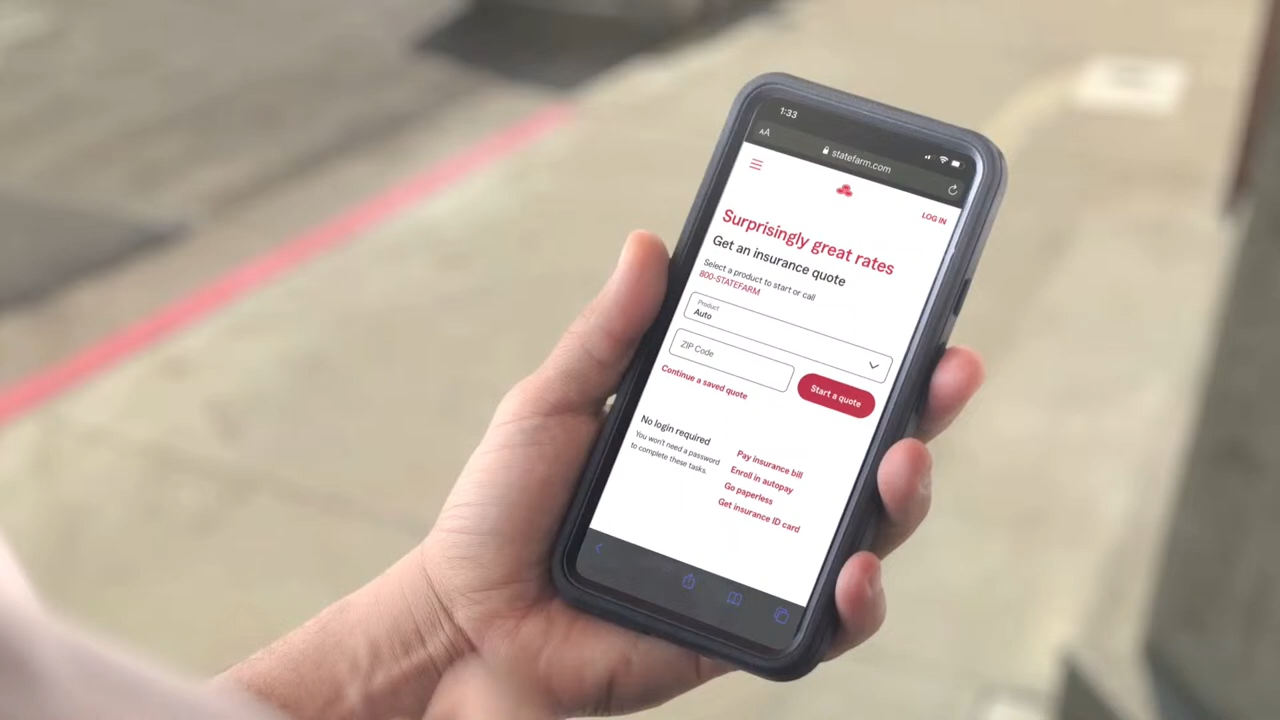 1:33
AA
statefarm.com
LOG IN
Surprisingly great rates
Get an insurance quote
Select a product to start or call
800-STATEFARM
Product
Auto
ZIP Code
Start a quote
Continue a saved quote
No login required
You won't need a password
to complete these tasks.
Pay insurance bill
Enroll in autopay
Go paperless
Get insurance ID card